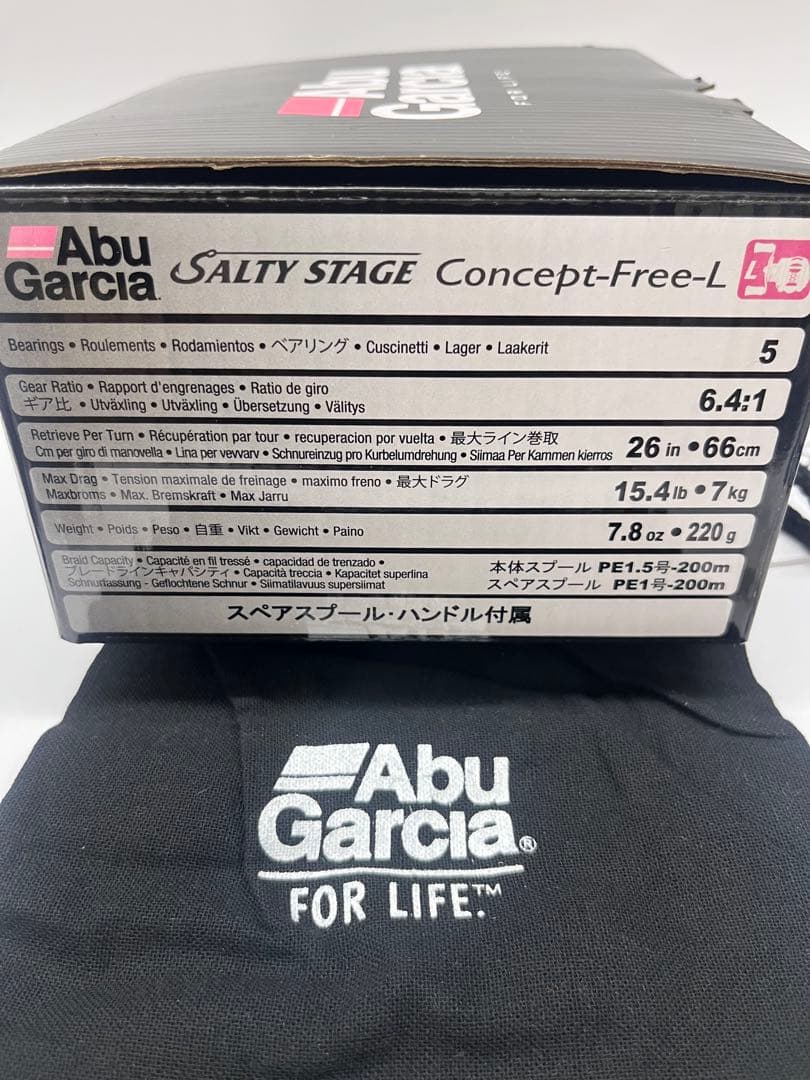 Abu
Garcia
FOR LIFE
Abu
Garcia
SALTY STAGE Concept-Free-L
L
Bearings • Roulements • Rodamientos • ベアリング • Cuscinetti • Lager • Laakerit 5
Gear Ratio • Rapport d'engrenages • Ratio de giro
ギア比 • Utväxling • Utväxling • Übersetzung • Välitys 6.4:1
Retrieve Per Turn • Récupération par tour • recuperacion por vuelta • 最大ライン巻取
Cm per giro di manovella • Lina per vevvarv • Schnureinzug pro Kurbelumdrehung • Siimaa Per Kammen kierros 26 in • 66cm
Max Drag • Tension maximale de freinage • maximo freno • 最大ドラグ
Maxbroms • Max. Bremskraft • Max Jarru 15.4lb • 7kg
Weight • Poids • Peso • 自重 • Vikt • Gewicht • Paino 7.8 oz • 220 g
Braid Capacity • Capacité en fil tressé • capacidad de trenzado •
ブレードラインキャパシティ • Capacità treccia • Kapacitet superlina
Schnurfassung - Geflochtene Schnur • Siimatilavuus supersiimat
本体スプール PE1.5号-200m
スペアスプール PE1号-200m
スペアスプール・ハンドル付属
Abu
Garcia®
FOR LIFE.™